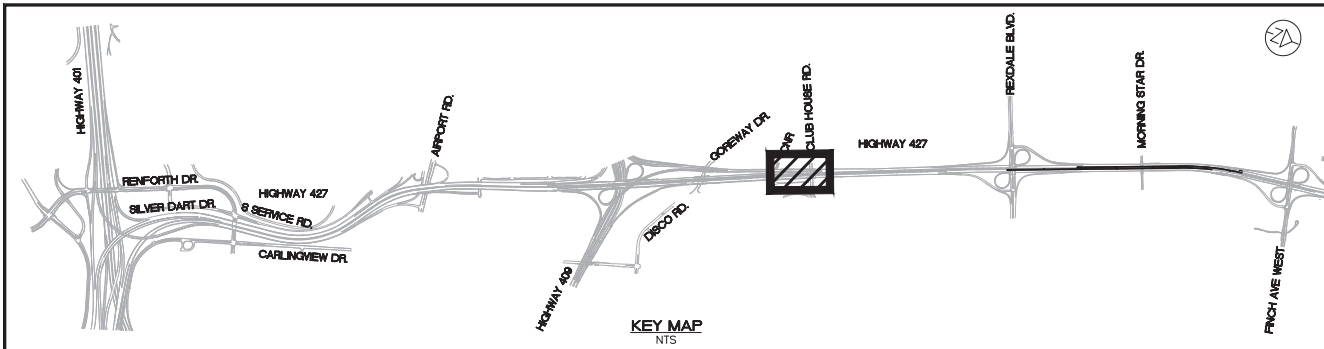 HIGHWAY 401
RENFORTH DR.
SILVER DART DR.
HIGHWAY 427
S SERVICE RD.
CARLINGVIEW DR.
AIRPORT RD.
HIGHWAY 409
DISCO RD.
GOREWAY DR.
CNR
CLUB HOUSE RD.
HIGHWAY 427
REXDALE BLVD.
MORNING STAR DR.
FINCH AVE WEST
N
KEY MAP
NTS